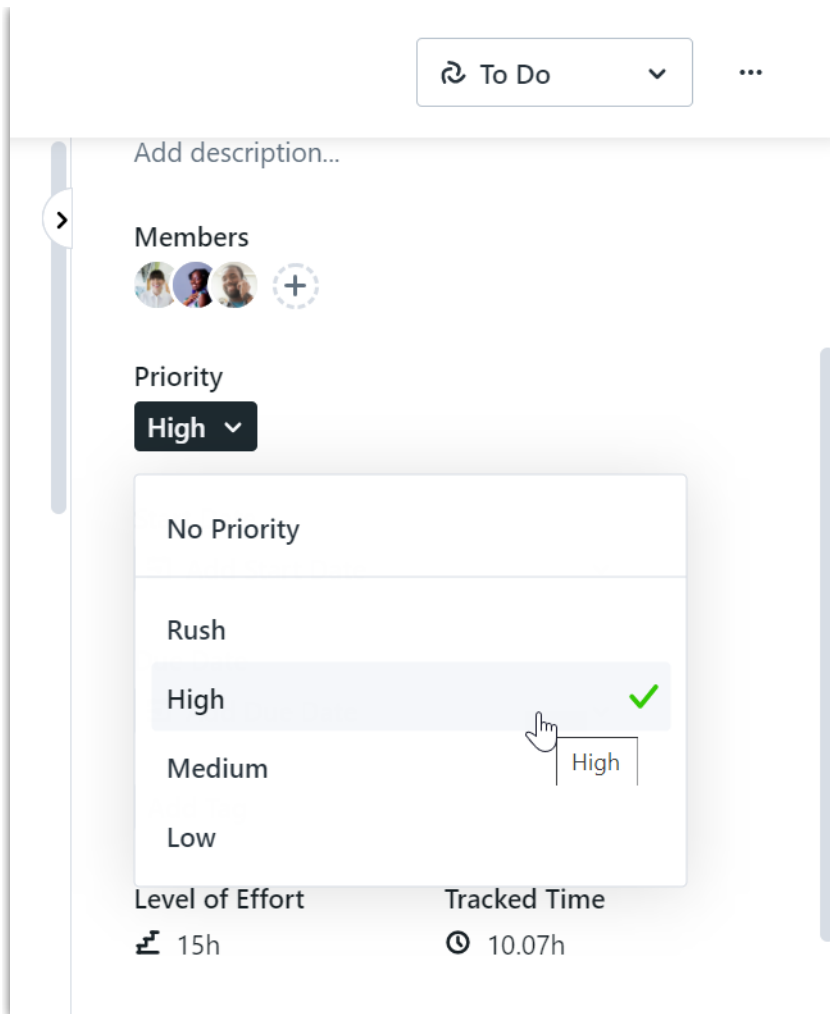 To Do
Add description...
Members
Priority
High
No Priority
Rush
High
High
Medium
Low
Level of Effort Tracked Time
15h 10.07h